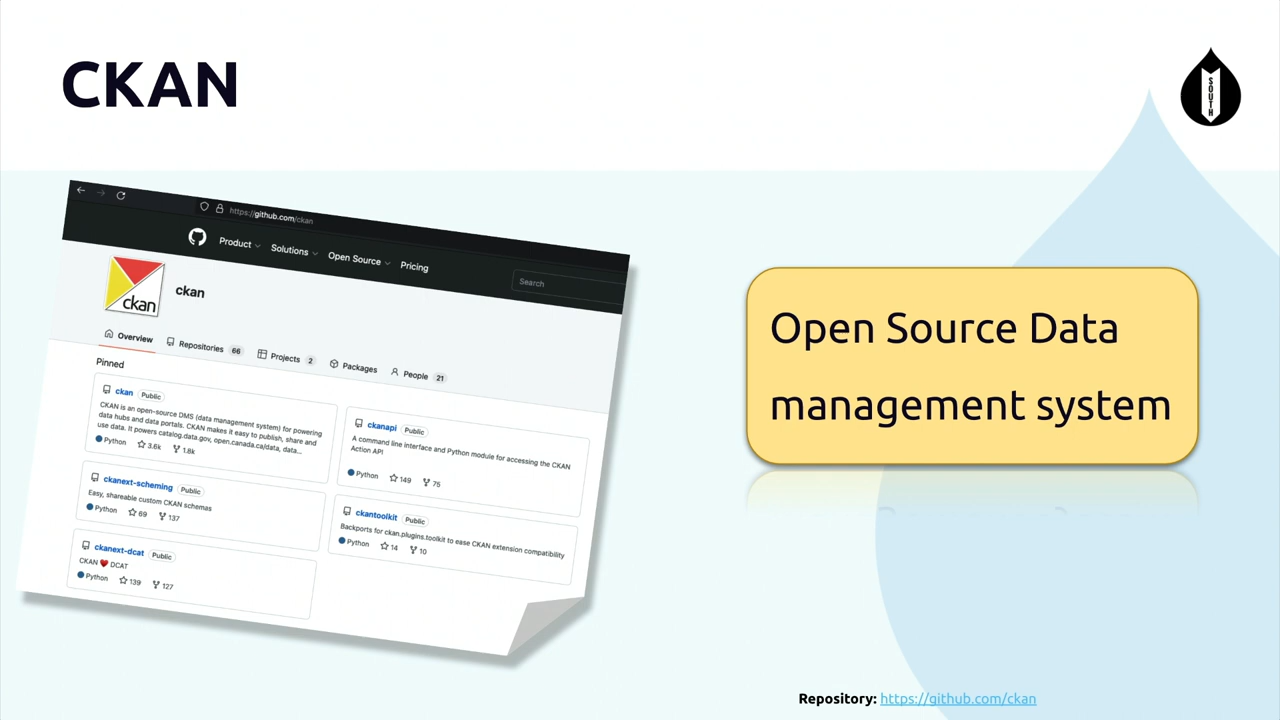 CKAN
SOUTH
https://github.com/ckan
Product
Solutions
Open Source
Pricing
Search
ckan
ckan
Overview
Repositories 66
Projects 2
Packages
People 21
Pinned
ckan Public
CKAN is an open-source DMS (data management system) for powering
data hubs and data portals. CKAN makes it easy to publish, share and
use data. It powers catalog.data.gov, open.canada.ca/data, data...
Python 3.6k 1.8k
ckanapi Public
A command line interface and Python module for accessing the CKAN
Action API
Python 149 75
ckanext-scheming Public
Easy, shareable custom CKAN schemas
Python 69 137
ckantoolkit Public
Backports for ckan.plugins.toolkit to ease CKAN extension compatibility
Python 14 10
ckanext-dcat Public
CKAN ❤️ DCAT
Python 139 127
Open Source Data
management system
Repository: https://github.com/ckan